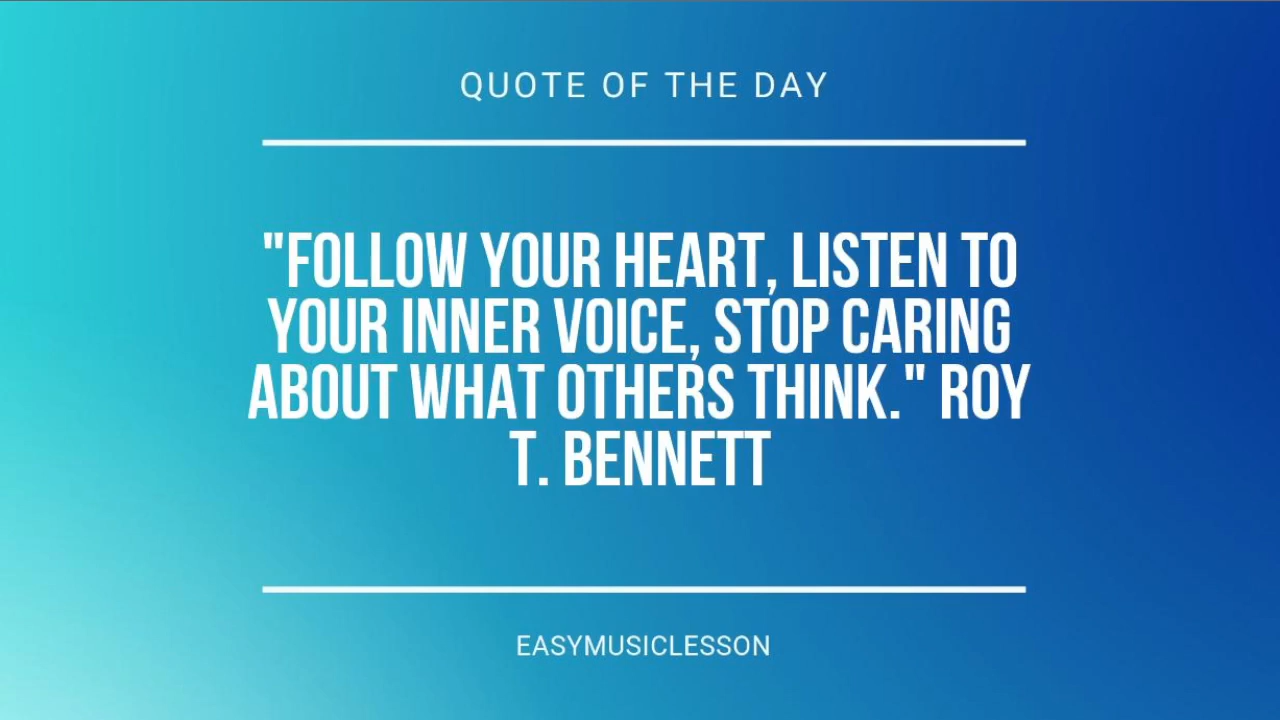 QUOTE OF THE DAY
"FOLLOW YOUR HEART, LISTEN TO
YOUR INNER VOICE, STOP CARING
ABOUT WHAT OTHERS THINK." ROY
T. BENNETT
EASYMUSICLESSON